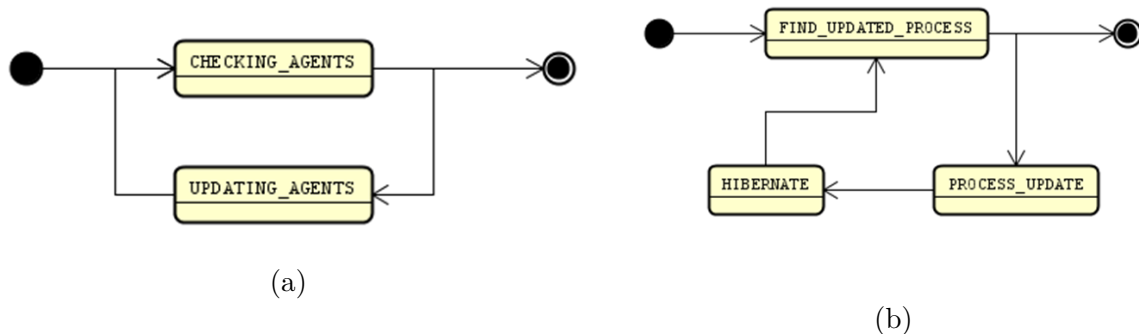 CHECKING_AGENTS
UPDATING_AGENTS
(a)
FIND_UPDATED_PROCESS
HIBERNATE
PROCESS_UPDATE
(b)